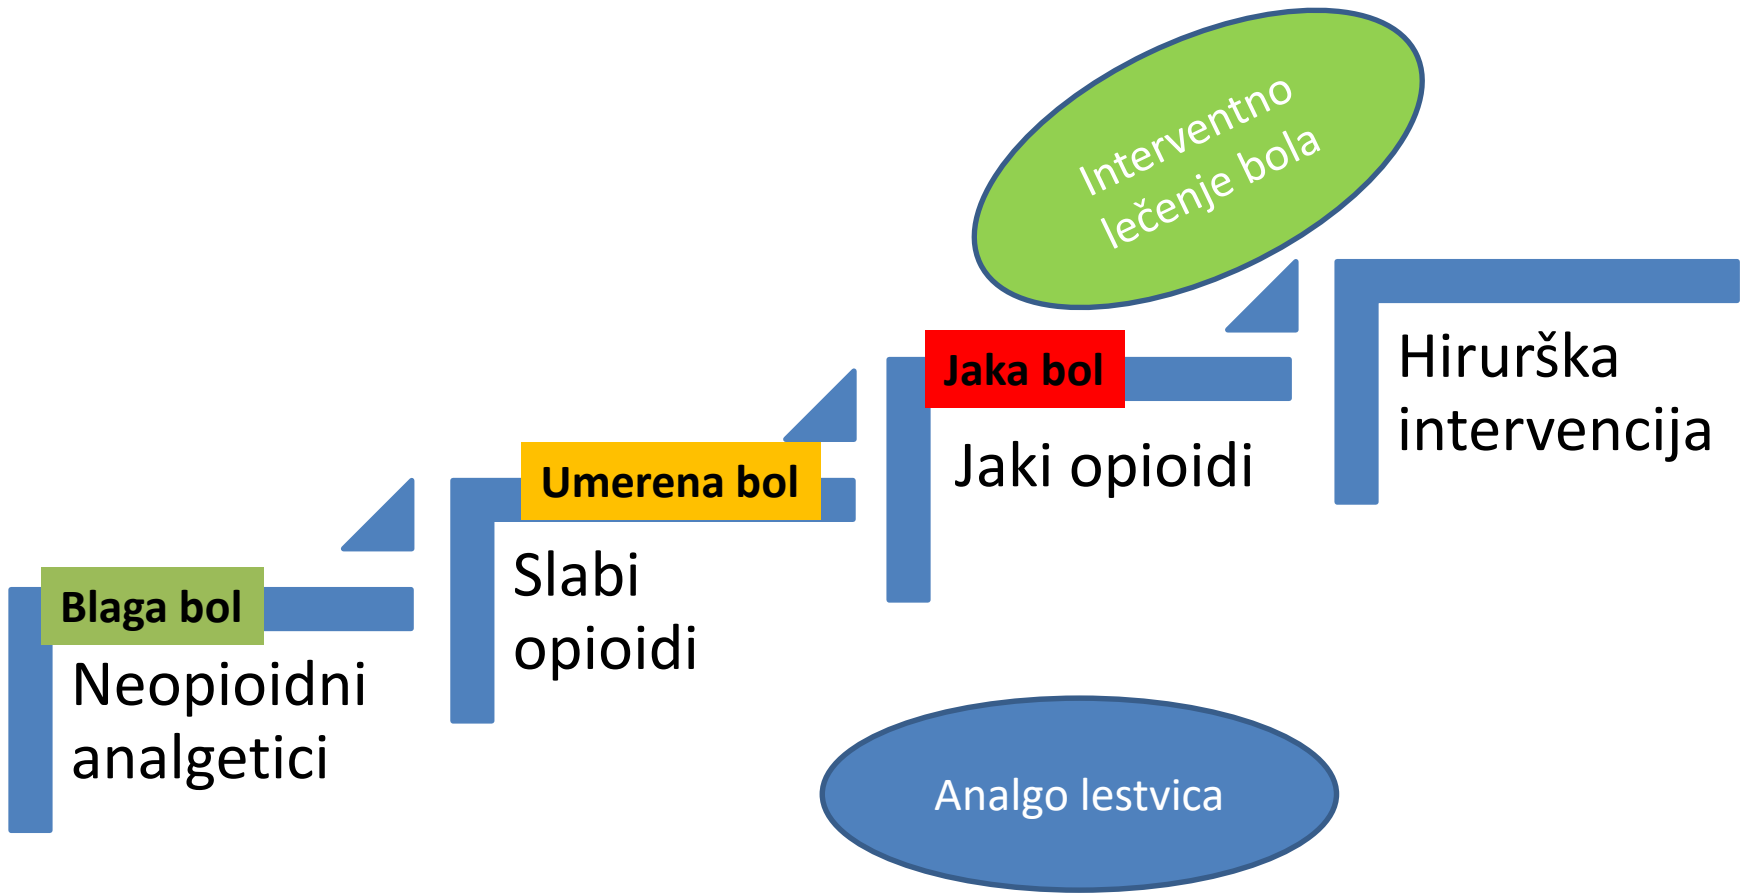 Interventno
lečenje bola
Blaga bol
Neopioidni
analgetici
Umerena bol
Slabi
opioidi
Jaka bol
Jaki opioidi
Hirurška
intervencija
Analgo lestvica